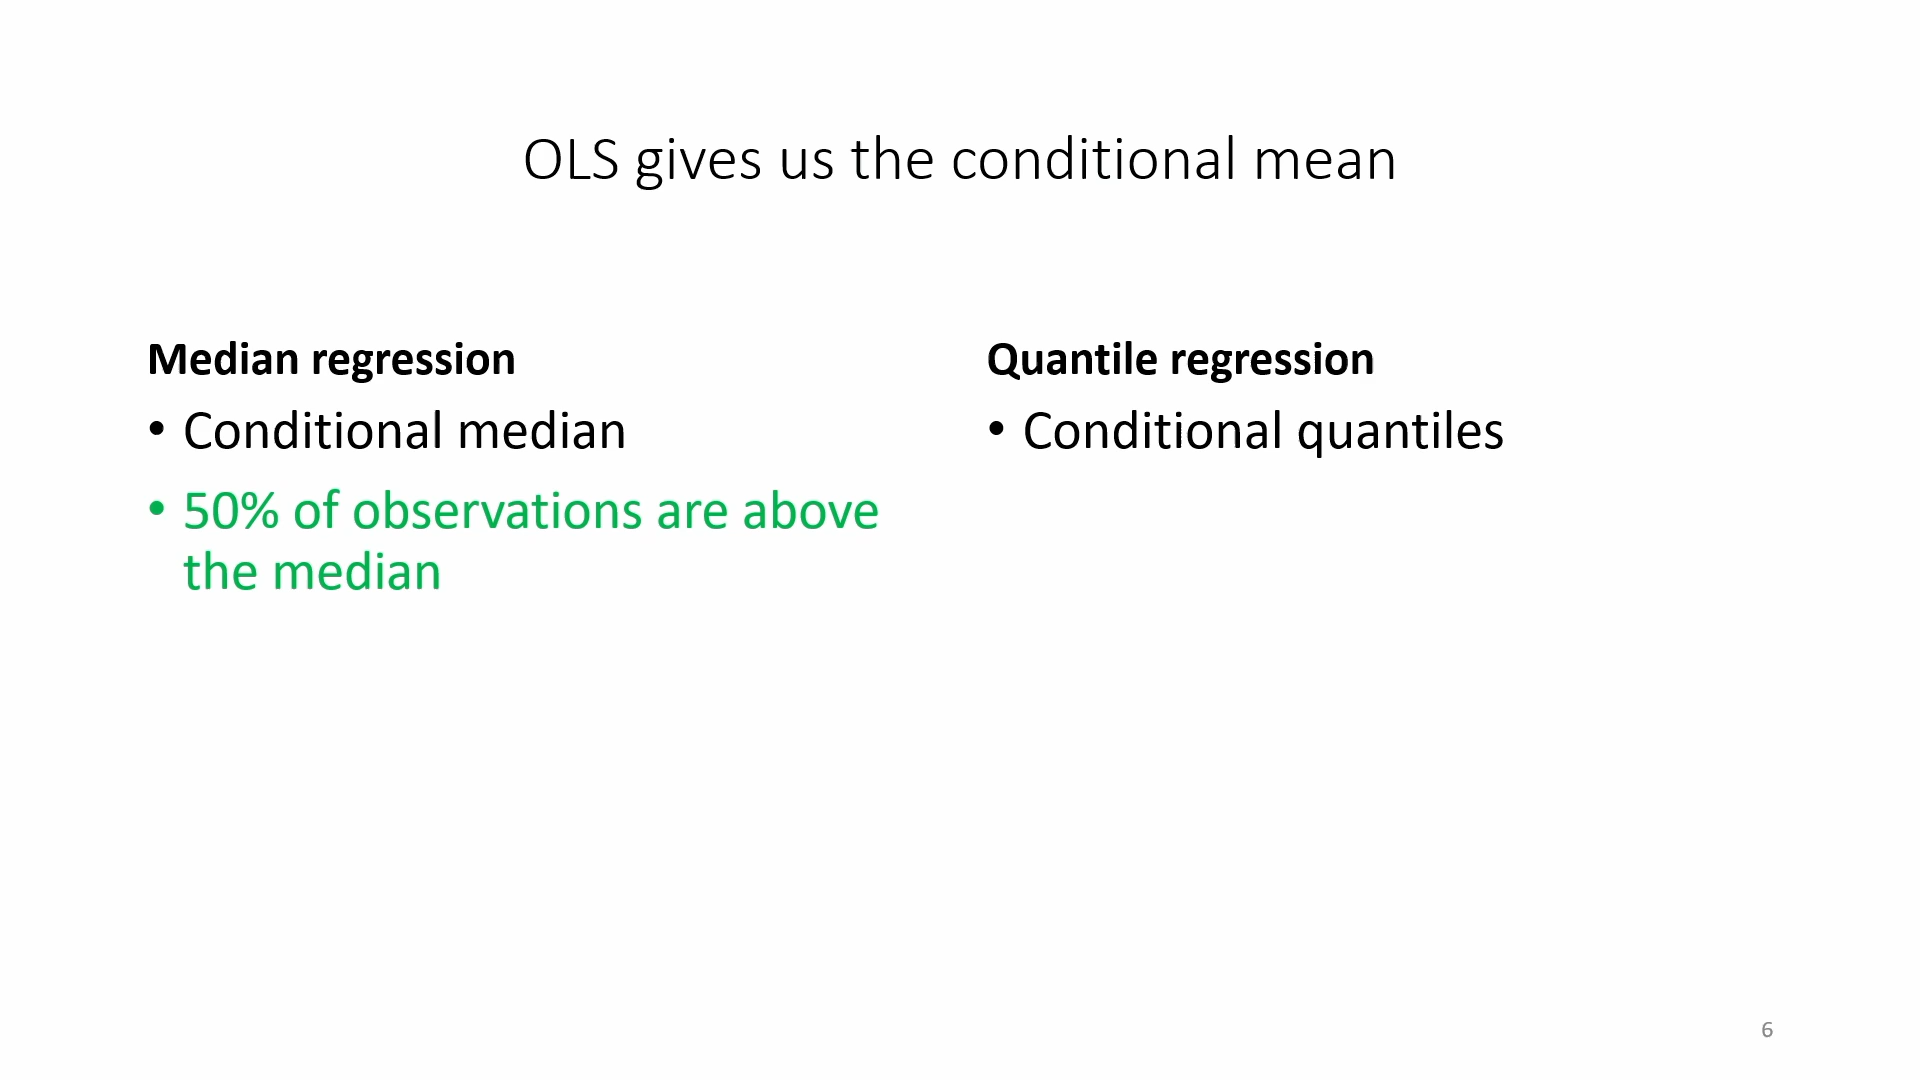 OLS gives us the conditional mean
Median regression
• Conditional median
• 50% of observations are above
the median
Quantile regression
• Conditional quantiles
6